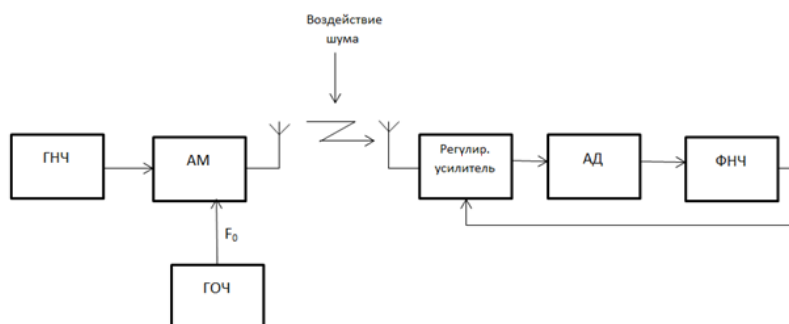 Воздействие
шума
ГНЧ
АМ
Регулир.
усилитель
АД
ФНЧ
F₀
ГОЧ